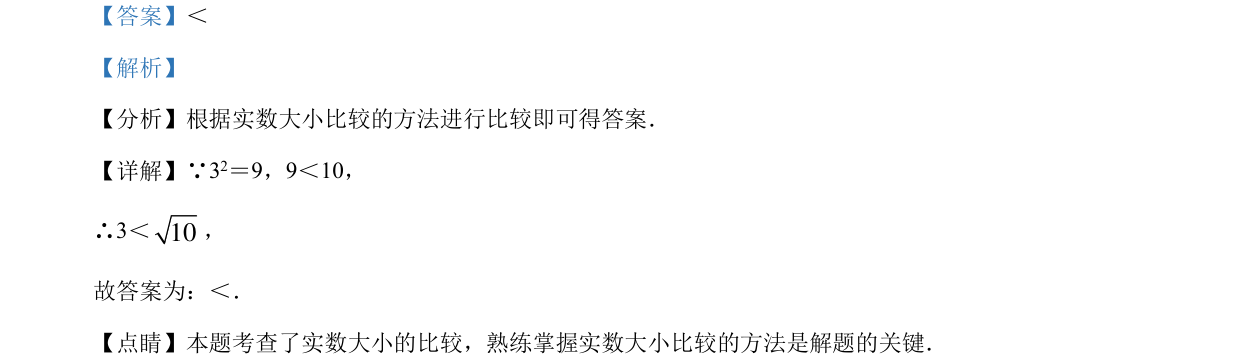 【答案】＜
【解析】
【分析】根据实数大小比较的方法进行比较即可得答案．
【详解】∵3²＝9，9＜10，
∴3＜√10，
故答案为：＜．
【点睛】本题考查了实数大小的比较，熟练掌握实数大小比较的方法是解题的关键．